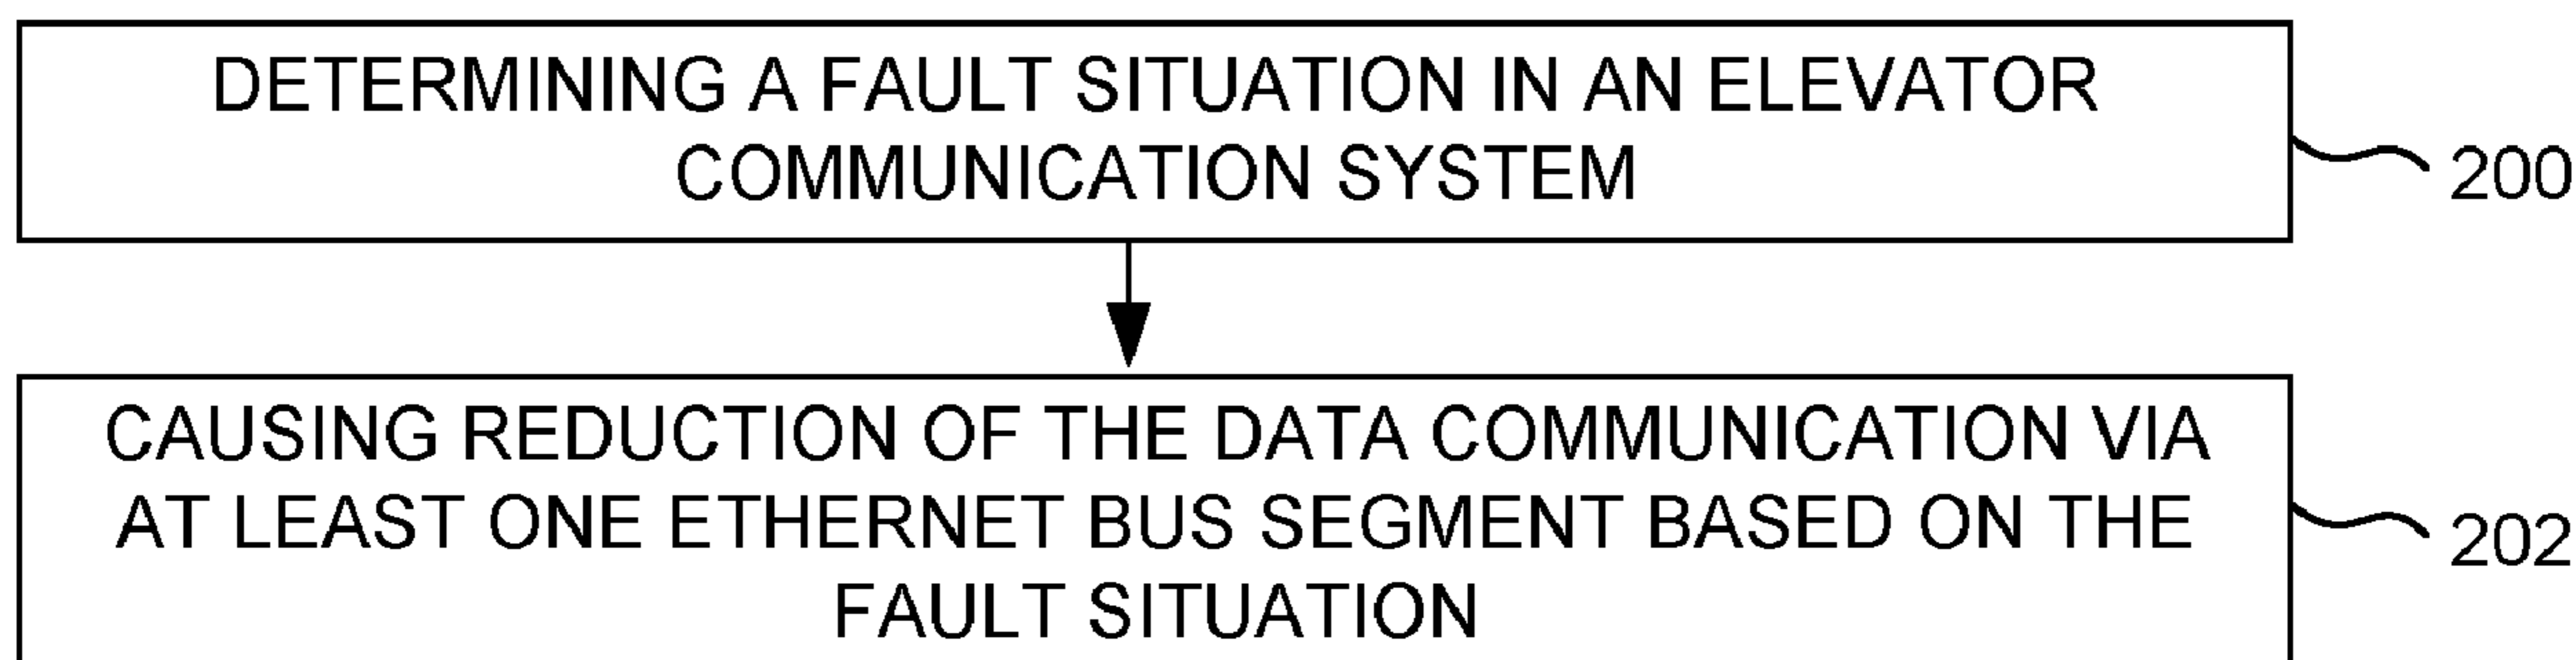 DETERMINING A FAULT SITUATION IN AN ELEVATOR
COMMUNICATION SYSTEM
200
CAUSING REDUCTION OF THE DATA COMMUNICATION VIA
AT LEAST ONE ETHERNET BUS SEGMENT BASED ON THE
FAULT SITUATION
202